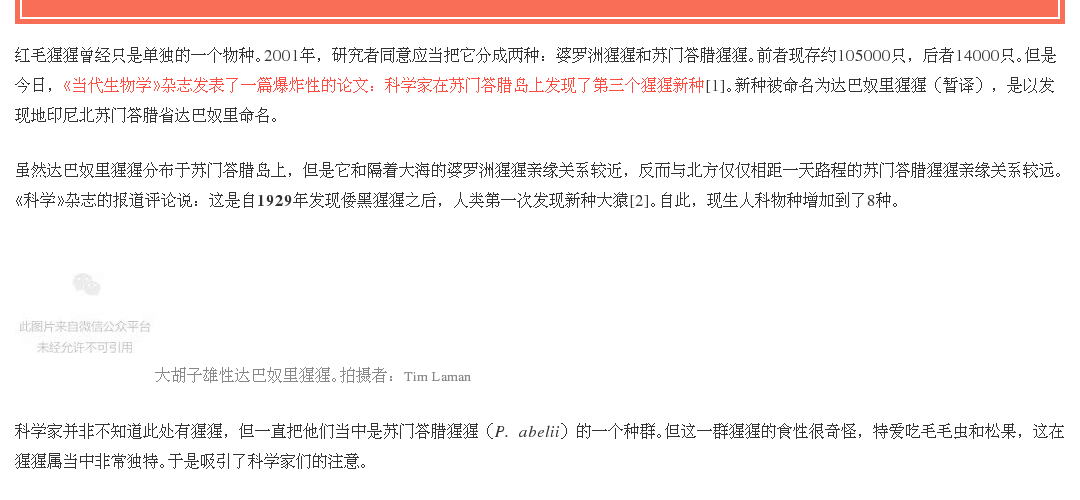 红毛猩猩曾经只是单独的一个物种。2001年，研究者同意应当把它分成两种：婆罗洲猩猩和苏门答腊猩猩。前者现存约105000只，后者14000只。但是
今日，《当代生物学》杂志发表了一篇爆炸性的论文：科学家在苏门答腊岛上发现了第三个猩猩新种[1]。新种被命名为达巴奴里猩猩（暂译），是以发
现地印尼北苏门答腊省达巴奴里命名。
虽然达巴奴里猩猩分布于苏门答腊岛上，但是它和隔着大海的婆罗洲猩猩亲缘关系较近，反而与北方仅仅相距一天路程的苏门答腊猩猩亲缘关系较远。
《科学》杂志的报道评论说：这是自1929年发现倭黑猩猩之后，人类第一次发现新种大猿[2]。自此，现生人科物种增加到了8种。
此图片来自微信公众平台
未经允许不可引用
大胡子雄性达巴奴里猩猩。拍摄者：Tim Laman
科学家并非不知道此处有猩猩，但一直把他们当中是苏门答腊猩猩（P. abelii）的一个种群。但这一群猩猩的食性很奇怪，特爱吃毛毛虫和松果，这在
猩猩属当中非常独特。于是吸引了科学家们的注意。